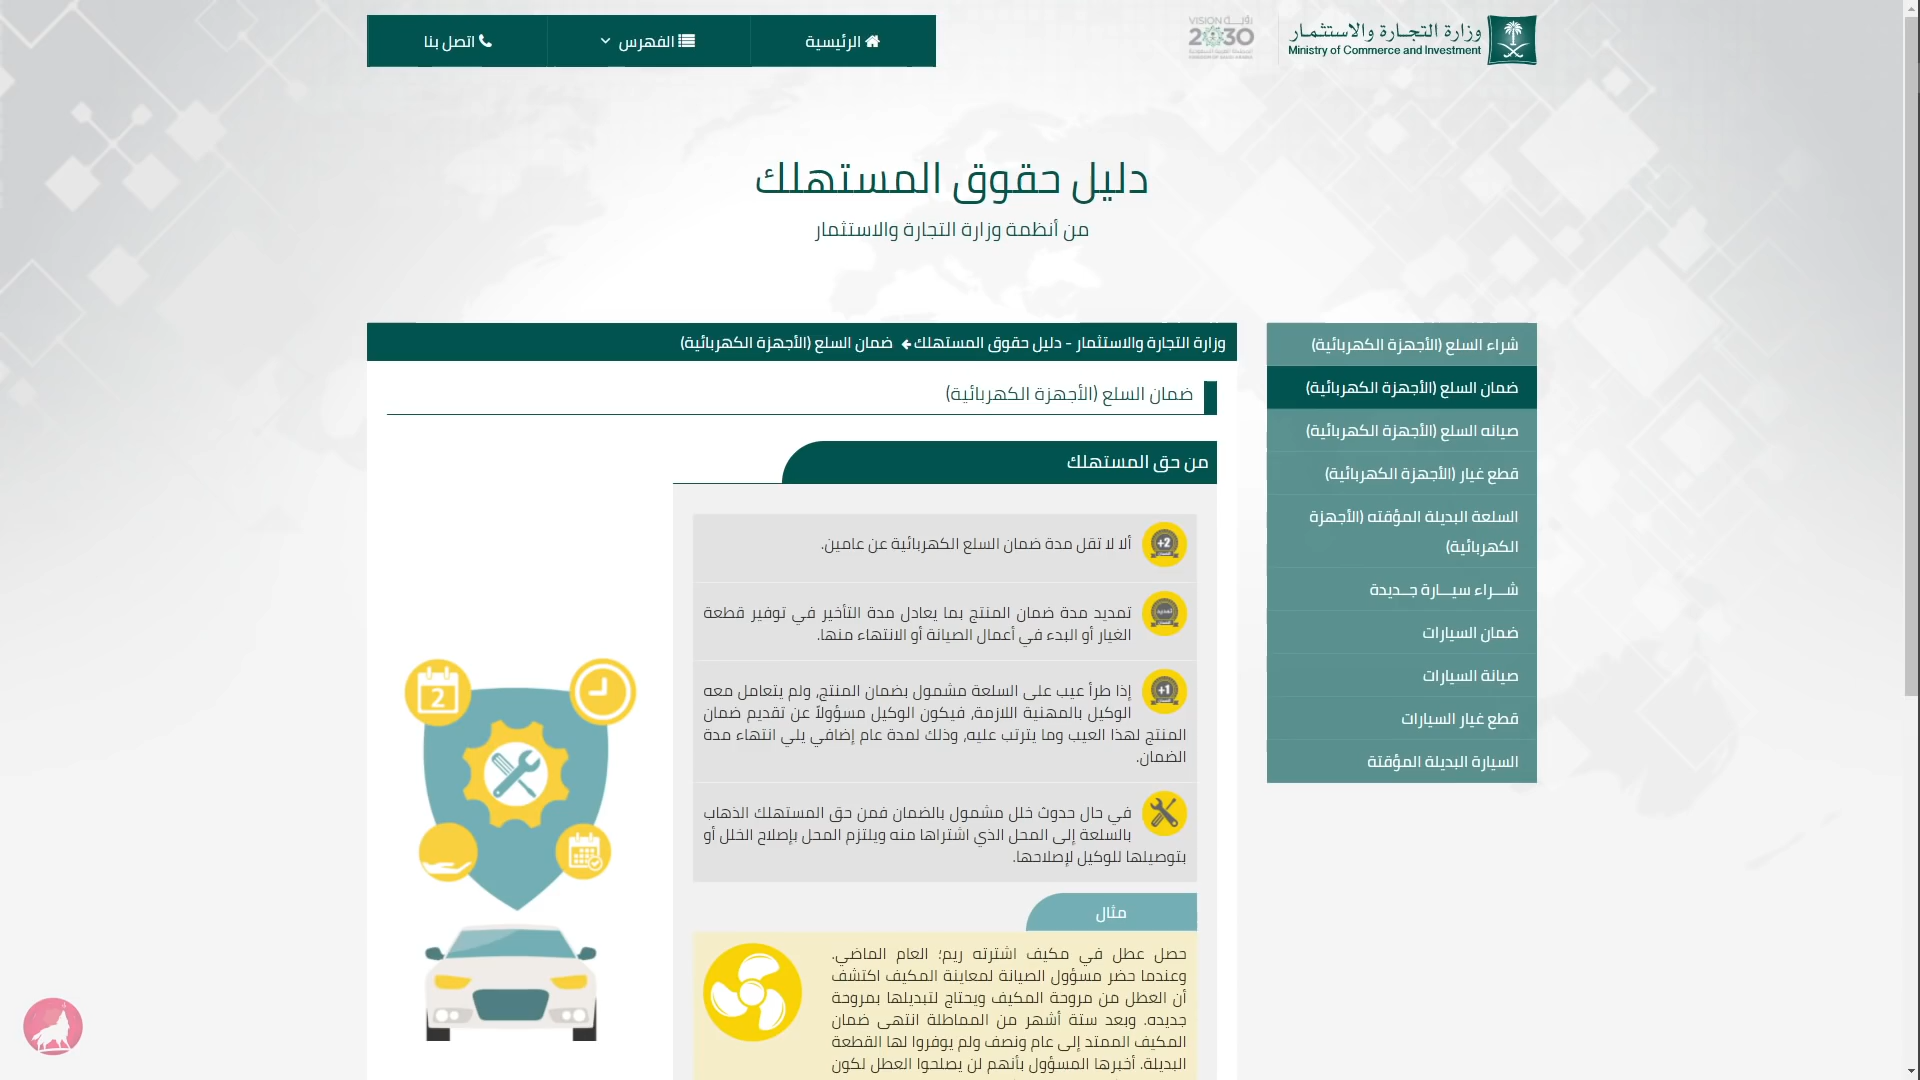 وزارة التجارة والاستثمار
Ministry of Commerce and Investment
VISION رؤية
2030
الرئيسية
الفهرس
اتصل بنا
دليل حقوق المستهلك
من أنظمة وزارة التجارة والاستثمار
شراء السلع (الأجهزة الكهربائية)
ضمان السلع (الأجهزة الكهربائية)
صيانه السلع (الأجهزة الكهربائية)
قطع غيار (الأجهزة الكهربائية)
السلعة البديلة المؤقته (الأجهزة
الكهربائية)
شـــراء سيـــارة جــديدة
ضمان السيارات
صيانة السيارات
قطع غيار السيارات
السيارة البديلة المؤقتة
وزارة التجارة والاستثمار - دليل حقوق المستهلك ضمان السلع (الأجهزة الكهربائية)
ضمان السلع (الأجهزة الكهربائية)
من حق المستهلك
+2
ألا لا تقل مدة ضمان السلع الكهربائية عن عامين.
تمديد مدة ضمان المنتج بما يعادل مدة التأخير في توفير قطعة
الغيار أو البدء في أعمال الصيانة أو الانتهاء منها.
+1
إذا طرأ عيب على السلعة مشمول بضمان المنتج، ولم يتعامل معه
الوكيل بالمهنية اللازمة، فيكون الوكيل مسؤولاً عن تقديم ضمان
المنتج لهذا العيب وما يترتب عليه، وذلك لمدة عام إضافي يلي انتهاء مدة
الضمان.
في حال حدوث خلل مشمول بالضمان فمن حق المستهلك الذهاب
بالسلعة إلى المحل الذي اشتراها منه ويلتزم المحل بإصلاح الخلل أو
بتوصيلها للوكيل لإصلاحها.
2
مثال
حصل عطل في مكيف اشترته ريم؛ العام الماضي.
وعندما حضر مسؤول الصيانة لمعاينة المكيف اكتشف
أن العطل من مروحة المكيف ويحتاج لتبديلها بمروحة
جديده. وبعد ستة أشهر من المماطلة انتهى ضمان
المكيف الممتد إلى عام ونصف ولم يوفروا لها القطعة
البديلة. أخبرها المسؤول بأنهم لن يصلحوا العطل لكون